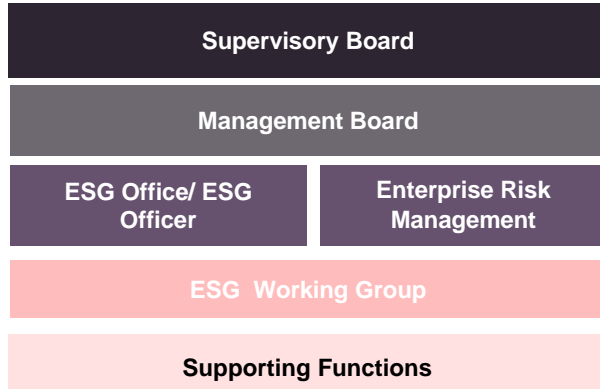 Supervisory Board
Management Board
ESG Office/ ESG
Officer
Enterprise Risk
Management
ESG  Working Group
Supporting Functions